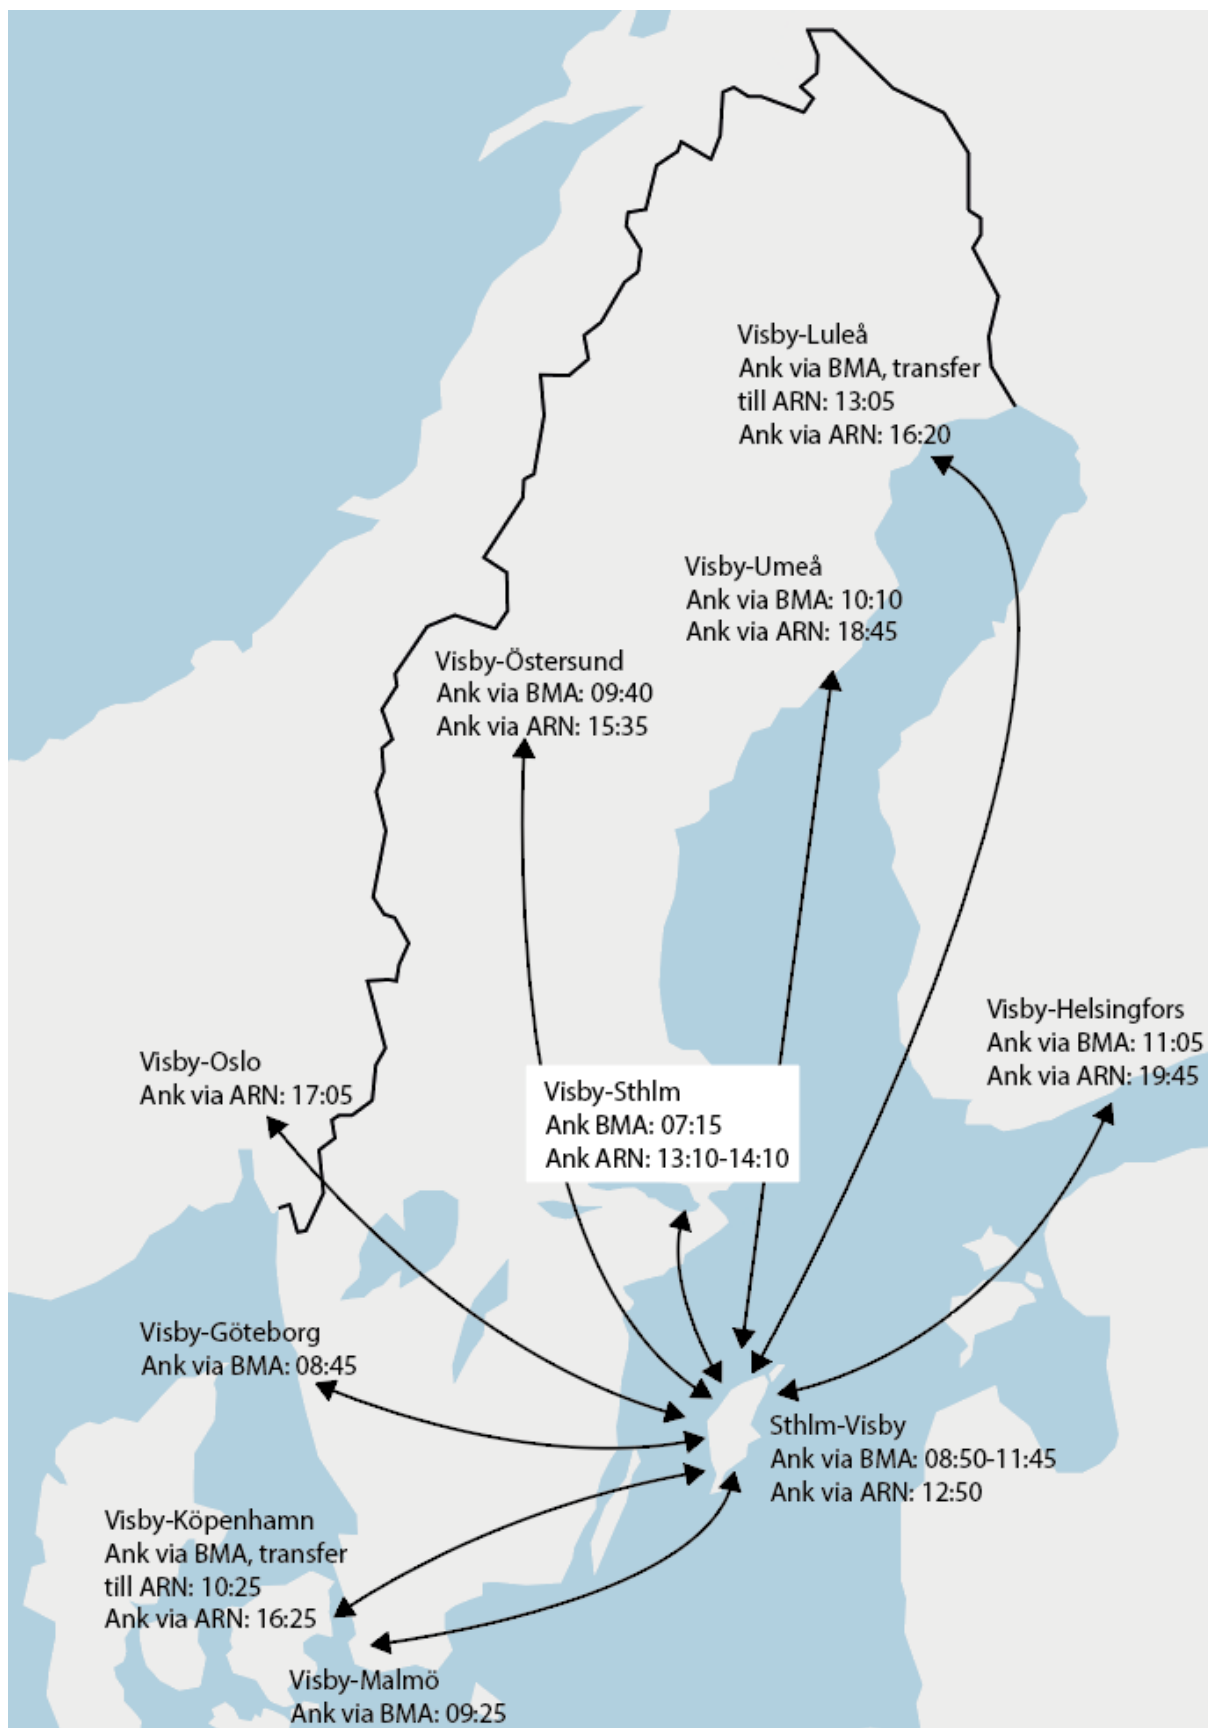 Visby-Luleå
Ank via BMA, transfer
till ARN: 13:05
Ank via ARN: 16:20
Visby-Umeå
Ank via BMA: 10:10
Ank via ARN: 18:45
Visby-Östersund
Ank via BMA: 09:40
Ank via ARN: 15:35
Visby-Helsingfors
Ank via BMA: 11:05
Ank via ARN: 19:45
Visby-Oslo
Ank via ARN: 17:05
Visby-Sthlm
Ank BMA: 07:15
Ank ARN: 13:10-14:10
Visby-Göteborg
Ank via BMA: 08:45
Sthlm-Visby
Ank via BMA: 08:50-11:45
Ank via ARN: 12:50
Visby-Köpenhamn
Ank via BMA, transfer
till ARN: 10:25
Ank via ARN: 16:25
Visby-Malmö
Ank via BMA: 09:25